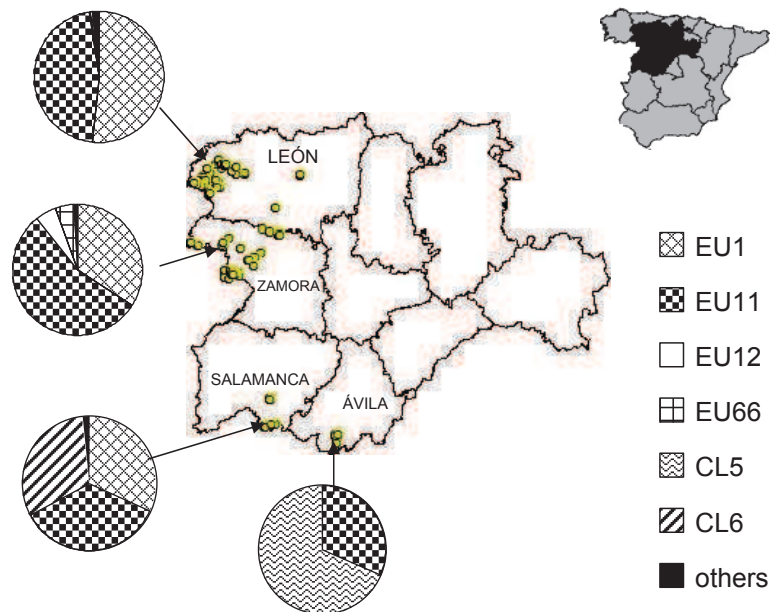 LEÓN
ZAMORA
SALAMANCA
ÁVILA
EU1
EU11
EU12
EU66
CL5
CL6
others